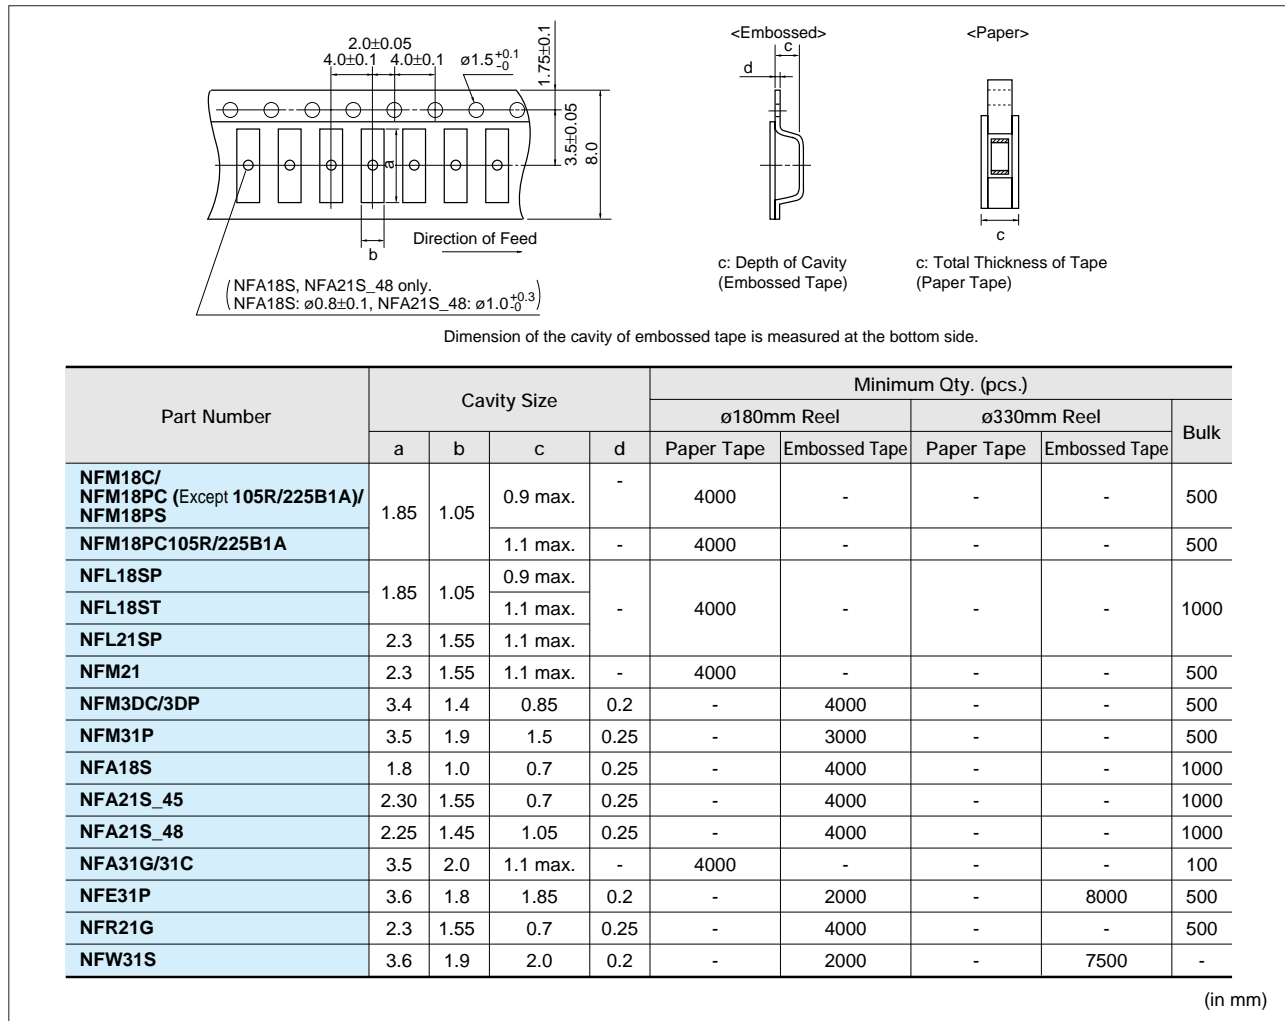 2.0±0.05
4.0±0.1 4.0±0.1 ø1.5 +0.1 -0
1.75±0.1
3.5±0.05
8.0
a
b
Direction of Feed
(NFA18S, NFA21S_48 only.
NFA18S: ø0.8±0.1, NFA21S_48: ø1.0 +0.3 -0)
<Embossed>
c
d
c: Depth of Cavity
(Embossed Tape)
<Paper>
c
c: Total Thickness of Tape
(Paper Tape)
Dimension of the cavity of embossed tape is measured at the bottom side.
Part Number Cavity Size Minimum Qty. (pcs.)
ø180mm Reel ø330mm Reel Bulk
a b c d Paper Tape Embossed Tape Paper Tape Embossed Tape
NFM18C/
NFM18PC (Except 105R/225B1A)/
NFM18PS
1.85 1.05 0.9 max. - 4000 - - - 500
NFM18PC105R/225B1A 1.1 max. - 4000 - - - 500
NFL18SP 1.85 1.05 0.9 max.
NFL18ST 1.1 max. - 4000 - - - 1000
NFL21SP 2.3 1.55 1.1 max.
NFM21 2.3 1.55 1.1 max. - 4000 - - - 500
NFM3DC/3DP 3.4 1.4 0.85 0.2 - 4000 - - 500
NFM31P 3.5 1.9 1.5 0.25 - 3000 - - 500
NFA18S 1.8 1.0 0.7 0.25 - 4000 - - 1000
NFA21S_45 2.30 1.55 0.7 0.25 - 4000 - - 1000
NFA21S_48 2.25 1.45 1.05 0.25 - 4000 - - 1000
NFA31G/31C 3.5 2.0 1.1 max. - 4000 - - - 100
NFE31P 3.6 1.8 1.85 0.2 - 2000 - 8000 500
NFR21G 2.3 1.55 0.7 0.25 - 4000 - - 500
NFW31S 3.6 1.9 2.0 0.2 - 2000 - 7500 -
(in mm)